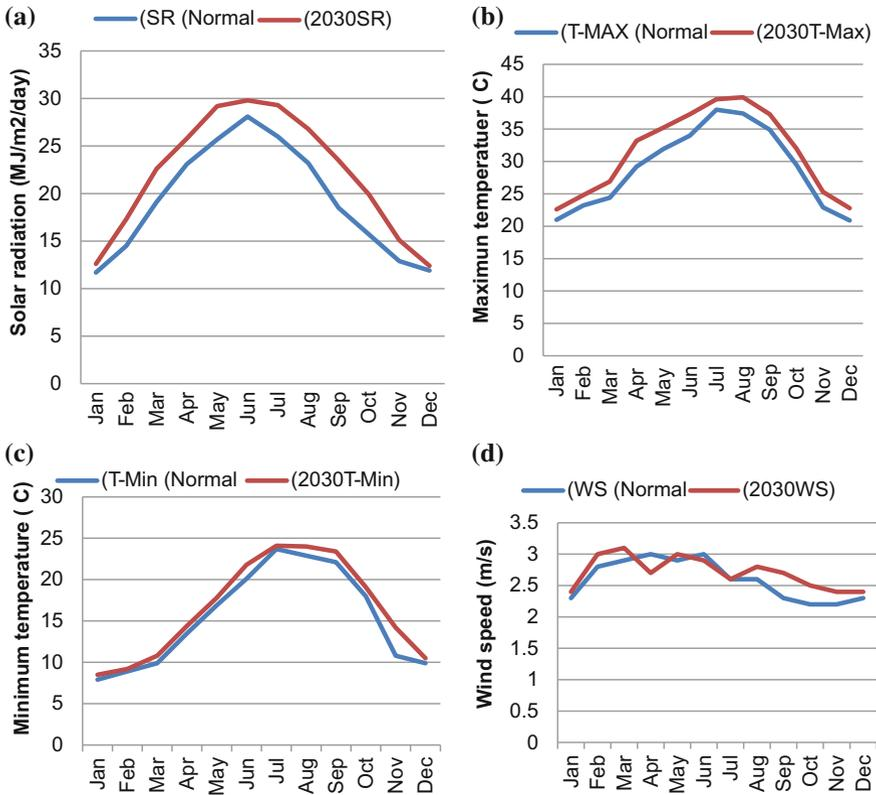 (a)
(SR (Normal
(2030SR)
Solar radiation (MJ/m2/day)
35
30
25
20
15
10
5
0
Jan
Feb
Mar
Apr
May
Jun
Jul
Aug
Sep
Oct
Nov
Dec
(b)
(T-MAX (Normal
(2030T-Max)
Maximun temperatuer ( C)
45
40
35
30
25
20
15
10
5
0
Jan
Feb
Mar
Apr
May
Jun
Jul
Aug
Sep
Oct
Nov
Dec
(c)
(T-Min (Normal
(2030T-Min)
Minimum temperature ( C)
30
25
20
15
10
5
0
Jan
Feb
Mar
Apr
May
Jun
Jul
Aug
Sep
Oct
Nov
Dec
(d)
(WS (Normal
(2030WS)
Wind speed (m/s)
3.5
3
2.5
2
1.5
1
0.5
0
Jan
Feb
Mar
Apr
May
Jun
Jul
Aug
Sep
Oct
Nov
Dec